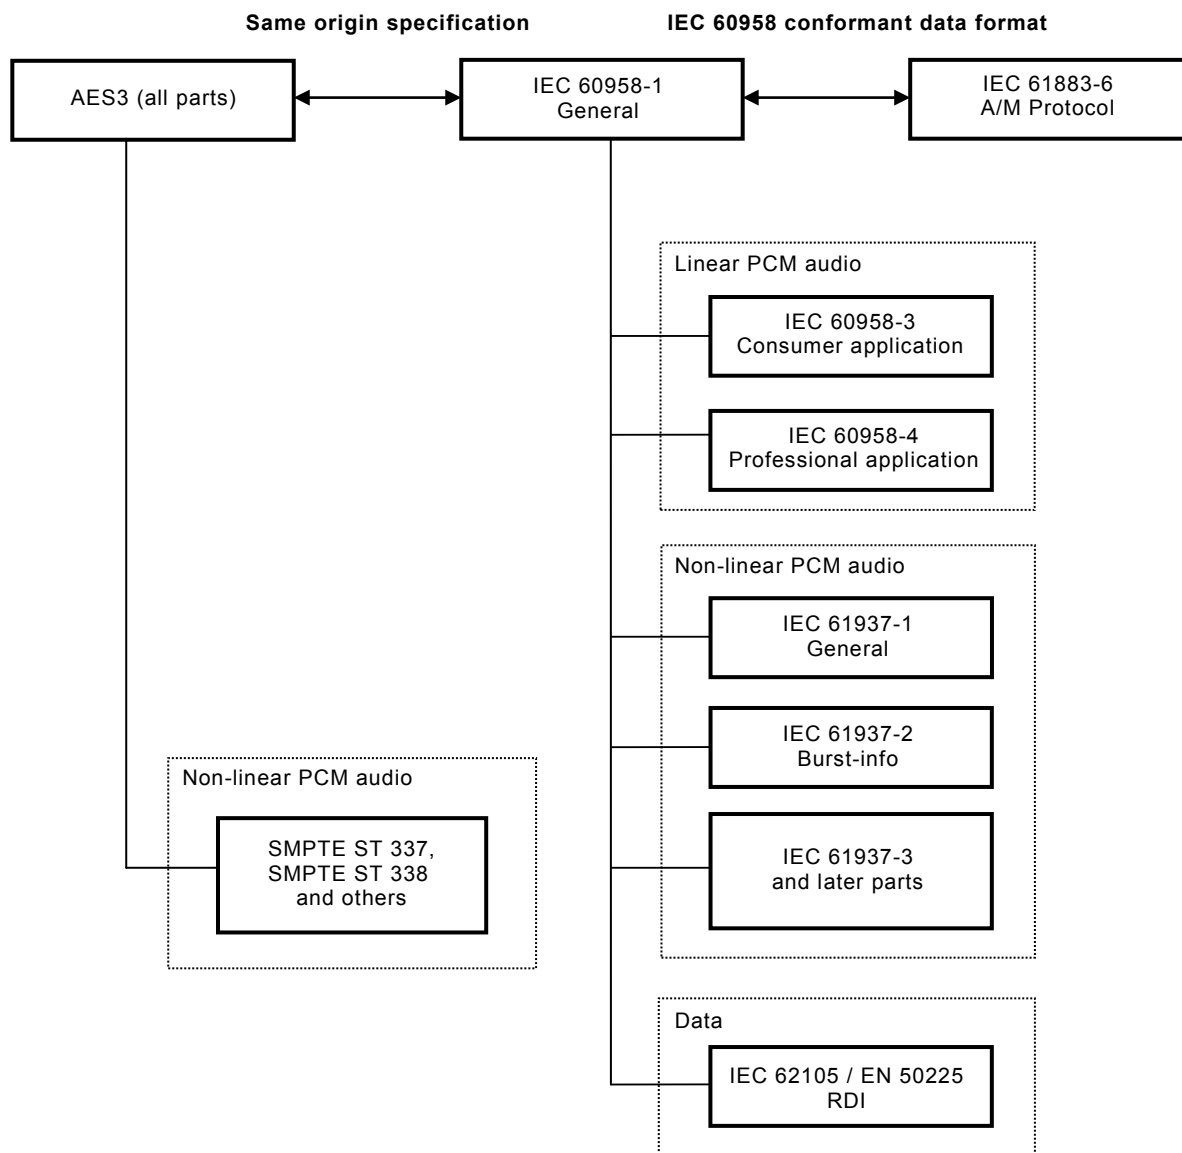 Same origin specification
IEC 60958 conformant data format
AES3 (all parts)
IEC 60958-1
General
IEC 61883-6
A/M Protocol
Linear PCM audio
IEC 60958-3
Consumer application
IEC 60958-4
Professional application
Non-linear PCM audio
IEC 61937-1
General
IEC 61937-2
Burst-info
IEC 61937-3
and later parts
Non-linear PCM audio
SMPTE ST 337,
SMPTE ST 338
and others
Data
IEC 62105 / EN 50225
RDI